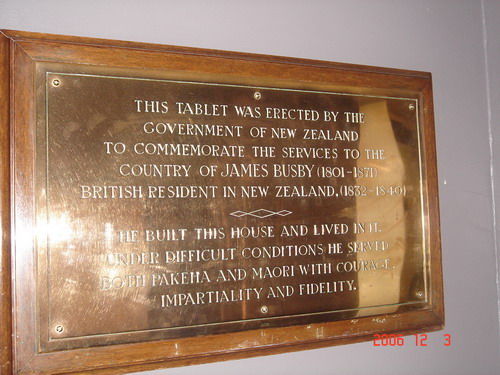 THIS TABLET WAS ERECTED BY THE
GOVERNMENT OF NEW ZEALAND
TO COMMEMORATE THE SERVICES TO THE
COUNTRY OF JAMES BUSBY (1801-1871)
BRITISH RESIDENT IN NEW ZEALAND, (1832-1840)
HE BUILT THIS HOUSE AND LIVED IN IT.
UNDER DIFFICULT CONDITIONS HE SERVED
BOTH PAKEHA AND MAORI WITH COURAGE,
IMPARTIALITY AND FIDELITY.
2006 12 3